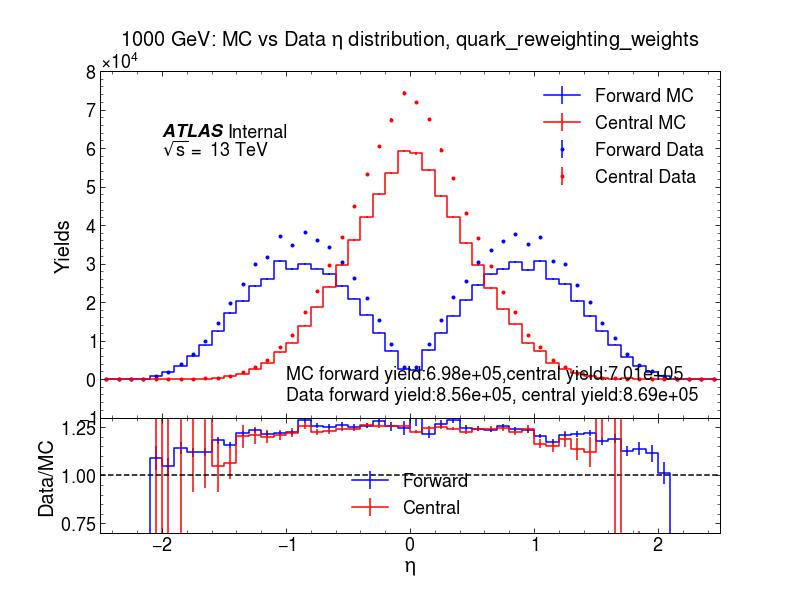 1000 GeV: MC vs Data η distribution, quark_reweighting_weights
×10⁴
8
7
6
5
4
3
2
1
0
1
Yields
ATLAS Internal
√s = 13 TeV
Forward MC
Central MC
Forward Data
Central Data
MC forward yield:6.98e+05,central yield:7.01e+05
Data forward yield:8.56e+05, central yield:8.69e+05
1.25
1.00
0.75
Data/MC
Forward
Central
−2 −1 0 1 2
η